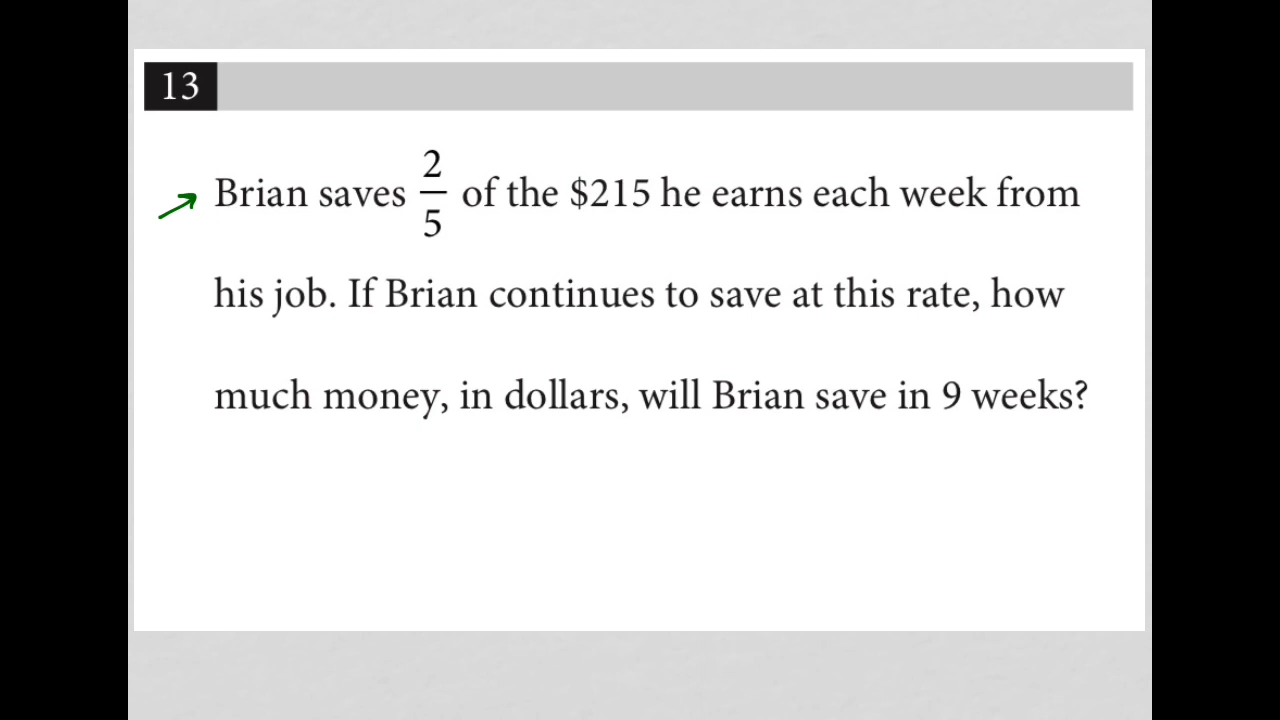 13
Brian saves 2/5 of the $215 he earns each week from
his job. If Brian continues to save at this rate, how
much money, in dollars, will Brian save in 9 weeks?